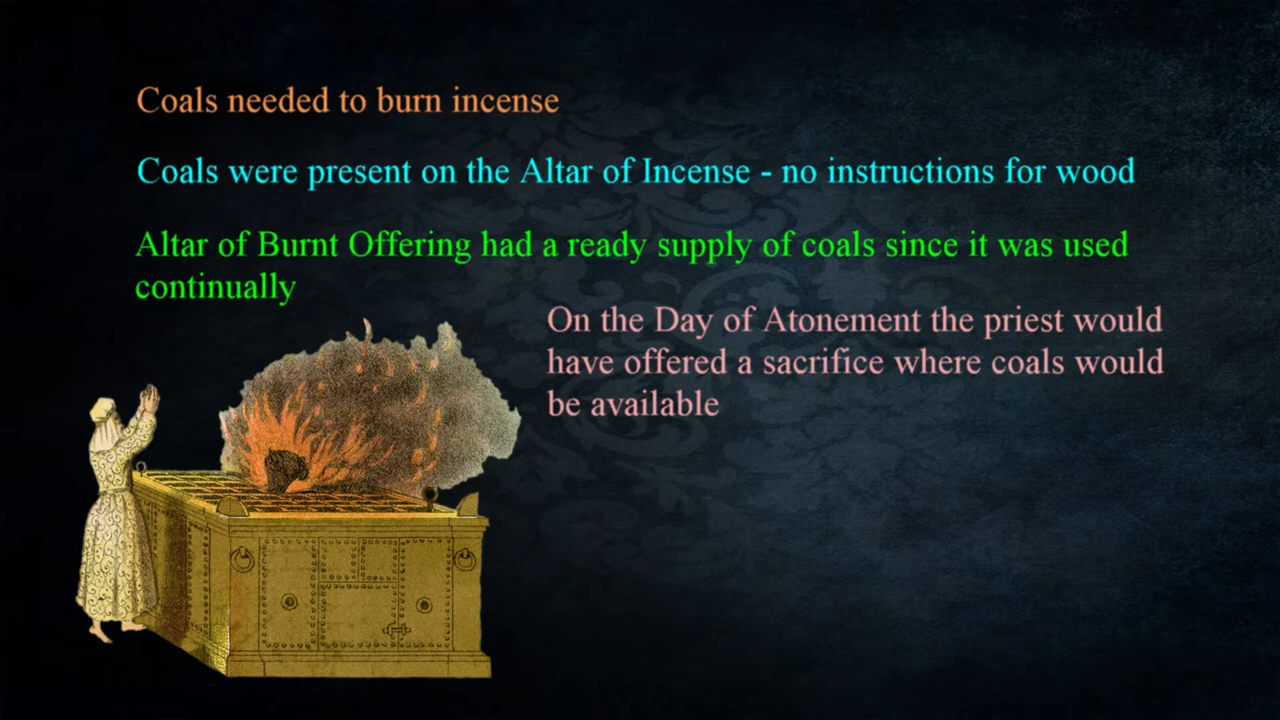 Coals needed to burn incense
Coals were present on the Altar of Incense - no instructions for wood
Altar of Burnt Offering had a ready supply of coals since it was used
continually
On the Day of Atonement the priest would
have offered a sacrifice where coals would
be available